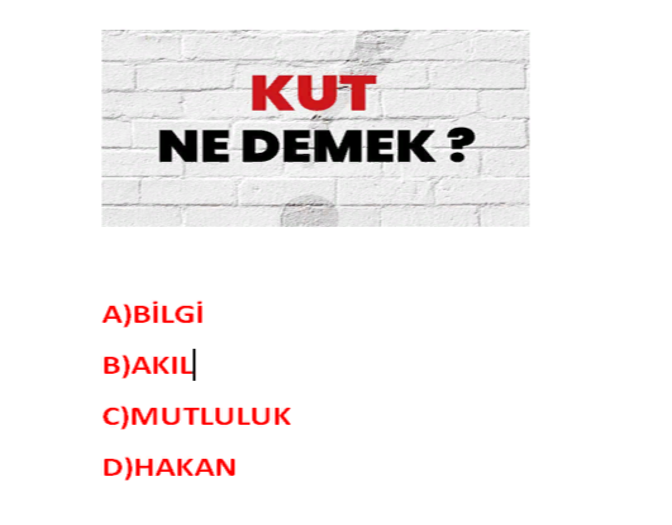 KUT
NE DEMEK ?
A)BİLGİ
B)AKIL
C)MUTLULUK
D)HAKAN